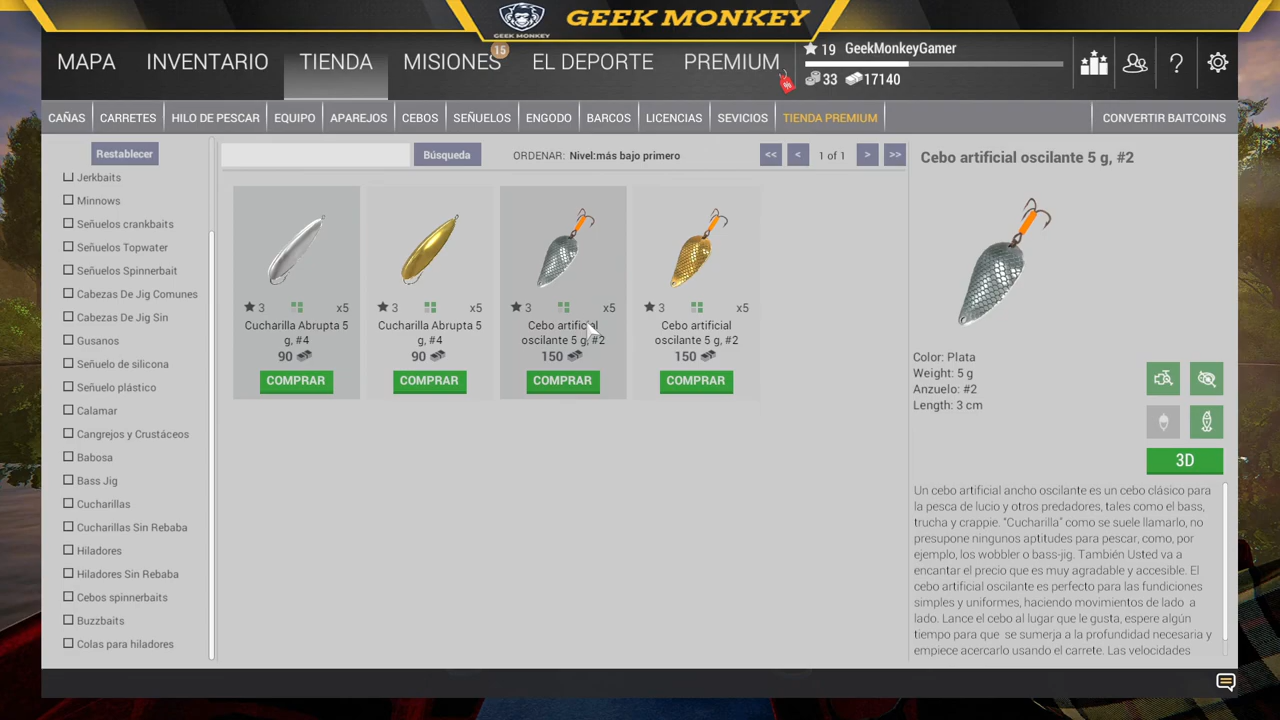 GEEK MONKEY
GEEK MONKEY
MAPA INVENTARIO TIENDA MISIONES 15 EL DEPORTE PREMIUM
19 GeekMonkeyGamer
33 17140
?
CAÑAS CARRETES HILO DE PESCAR EQUIPO APAREJOS CEBOS SEÑUELOS ENGODO BARCOS LICENCIAS SEVICIOS TIENDA PREMIUM CONVERTIR BAITCOINS
Restablecer
Búsqueda ORDENAR: Nivel:más bajo primero << < 1 of 1 > >>
Jerkbaits
Minnows
Señuelos crankbaits
Señuelos Topwater
Señuelos Spinnerbait
Cabezas De Jig Comunes
Cabezas De Jig Sin
Gusanos
Señuelo de silicona
Señuelo plástico
Calamar
Cangrejos y Crustáceos
Babosa
Bass Jig
Cucharillas
Cucharillas Sin Rebaba
Hiladores
Hiladores Sin Rebaba
Cebos spinnerbaits
Buzzbaits
Colas para hiladores
3 x5
Cucharilla Abrupta 5
g, #4
90
COMPRAR
3 x5
Cucharilla Abrupta 5
g, #4
90
COMPRAR
3 x5
Cebo artificial
oscilante 5 g, #2
150
COMPRAR
3 x5
Cebo artificial
oscilante 5 g, #2
150
COMPRAR
Cebo artificial oscilante 5 g, #2
Color: Plata
Weight: 5 g
Anzuelo: #2
Length: 3 cm
3D
Un cebo artificial ancho oscilante es un cebo clásico para
la pesca de lucio y otros predadores, tales como el bass,
trucha y crappie. "Cucharilla" como se suele llamarlo, no
presupone ningunos aptitudes para pescar, como, por
ejemplo, los wobbler o bass-jig. También Usted va a
encantar el precio que es muy agradable y accesible. El
cebo artificial oscilante es perfecto para las fundiciones
simples y uniformes, haciendo movimientos de lado a
lado. Lance el cebo al lugar que le gusta, espere algún
tiempo para que se sumerja a la profundidad necesaria y
empiece acercarlo usando el carrete. Las velocidades